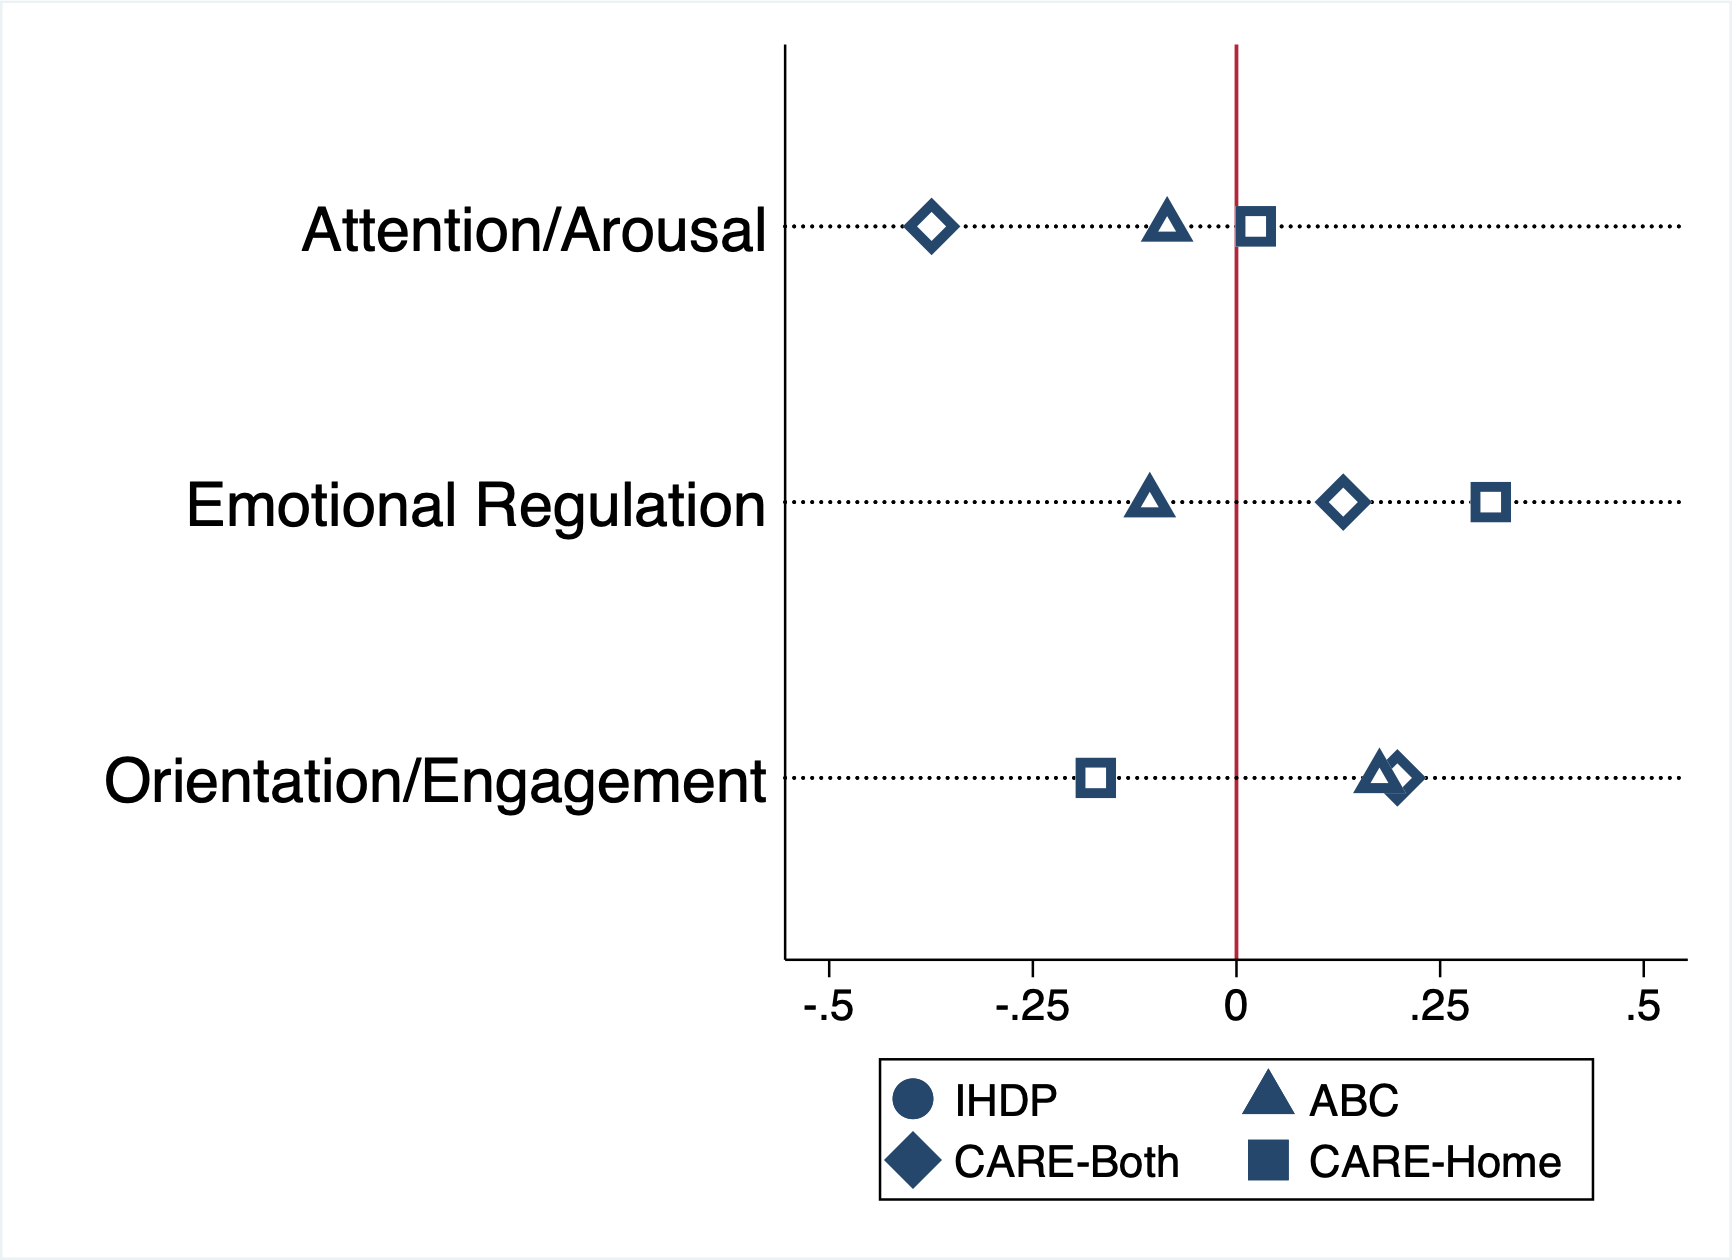 Attention/Arousal
Emotional Regulation
Orientation/Engagement
-.5 -.25 0 .25 .5
IHDP ABC
CARE-Both CARE-Home